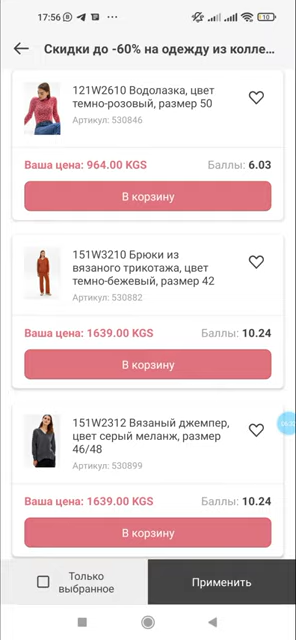 17:56
10
Скидки до -60% на одежду из колле...
121W2610 Водолазка, цвет
темно-розовый, размер 50
Артикул: 530846
Ваша цена: 964.00 KGS
Баллы: 6.03
В корзину
151W3210 Брюки из
вязаного трикотажа, цвет
темно-бежевый, размер 42
Артикул: 530882
Ваша цена: 1639.00 KGS
Баллы: 10.24
В корзину
151W2312 Вязаный джемпер,
цвет серый меланж, размер
46/48
Артикул: 530899
Ваша цена: 1639.00 KGS
Баллы: 10.24
В корзину
Только
выбранное
Применить